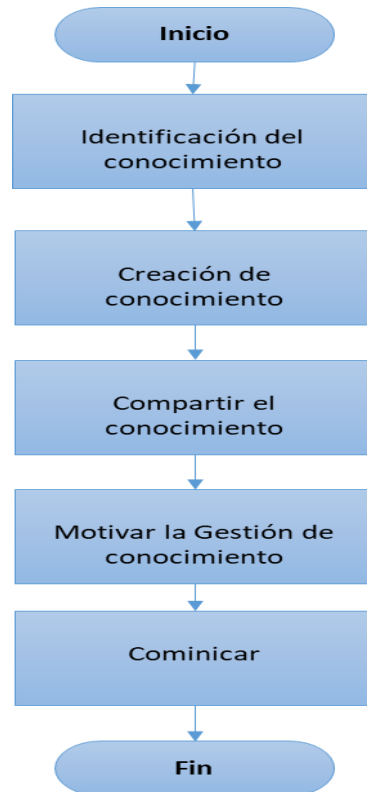 Inicio
Identificación del
conocimiento
Creación de
conocimiento
Compartir el
conocimiento
Motivar la Gestión de
conocimiento
Cominicar
Fin